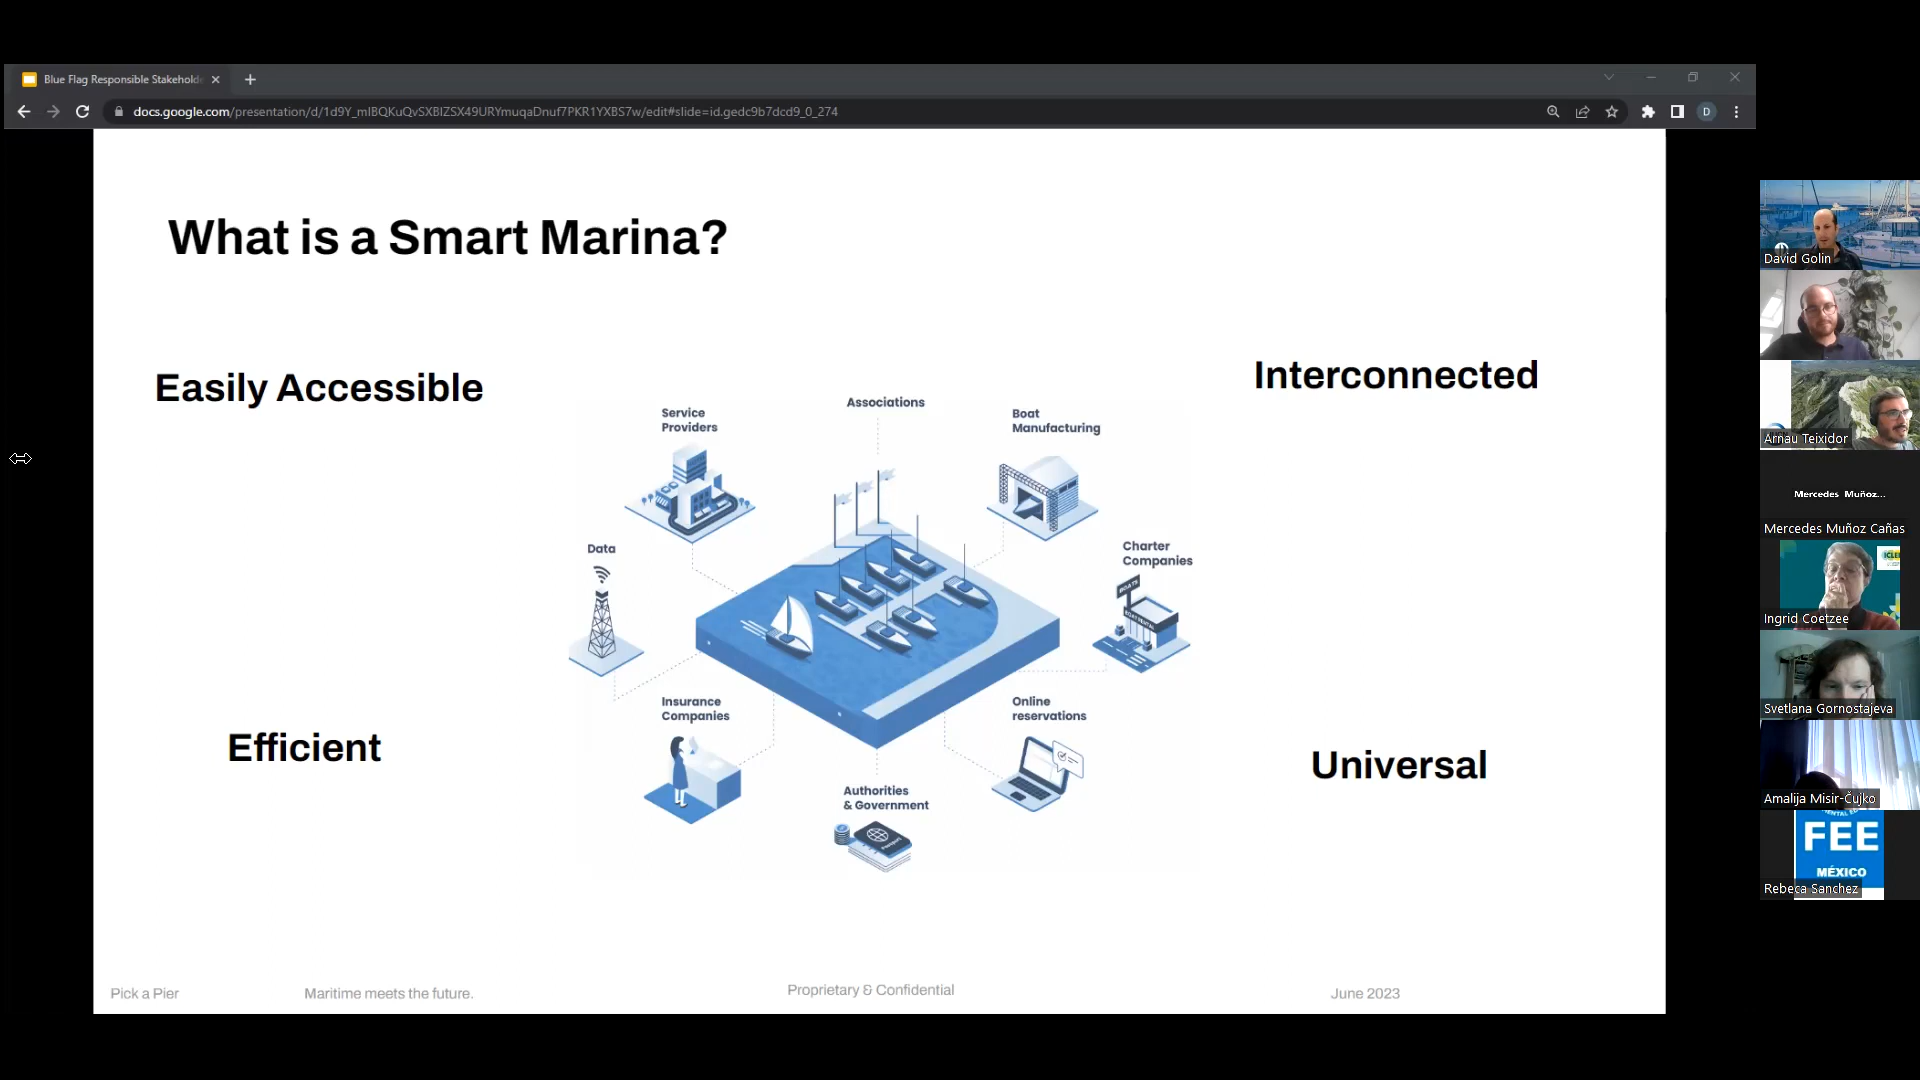 Blue Flag Responsible Stakehold
docs.google.com/presentation/d/1d9Y_mIBQKuQvSXBIZSX49URYmuqaDnuf7PKR1YXBS7w/edit#slide=id.gedc9b7dcd9_0_274
D
What is a Smart Marina?
Easily Accessible
Interconnected
Associations
Service
Providers
Boat
Manufacturing
Data
Charter
Companies
BOATS
Insurance
Companies
Online
reservations
Efficient
Universal
Authorities
& Government
Pick a Pier
Maritime meets the future.
Proprietary & Confidential
June 2023
David Golin
Arnau Teixidor
Mercedes Muñoz...
Mercedes Muñoz Cañas
Ingrid Coetzee
Svetlana Gornostajeva
Amalija Misir-Čujko
FEE
MÉXICO
Rebeca Sanchez